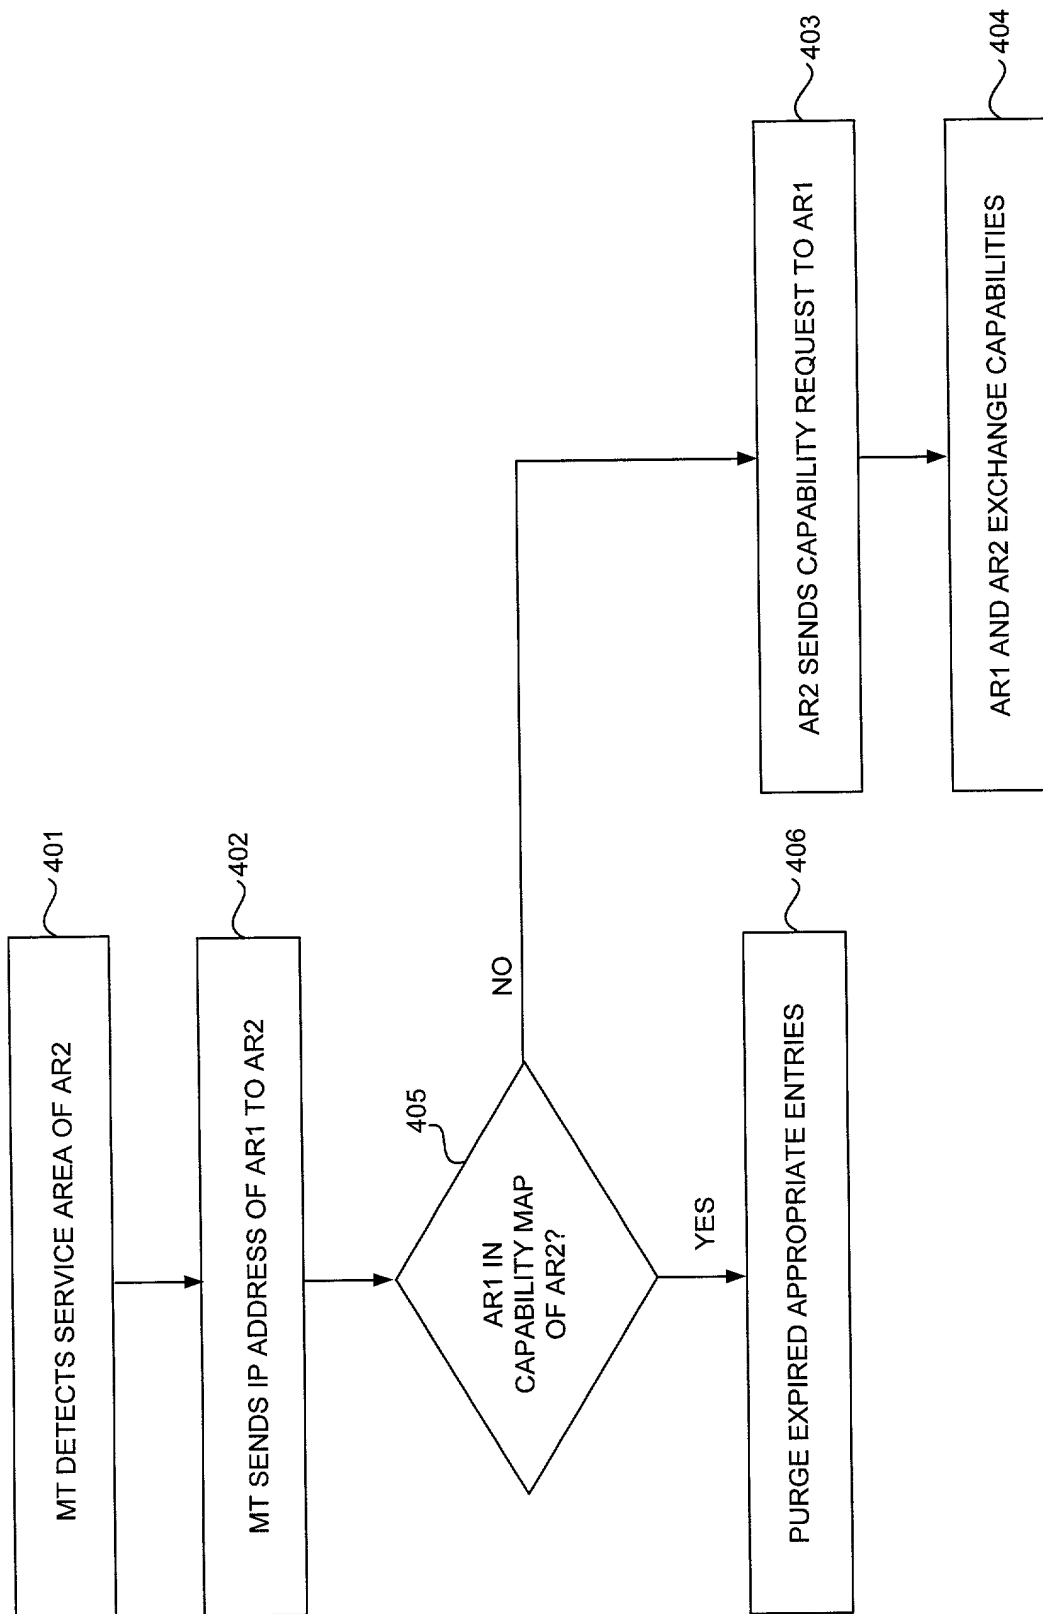 MT DETECTS SERVICE AREA OF AR2
401
MT SENDS IP ADDRESS OF AR1 TO AR2
402
405
AR1 IN
CAPABILITY MAP
OF AR2?
NO
YES
AR2 SENDS CAPABILITY REQUEST TO AR1
403
AR1 AND AR2 EXCHANGE CAPABILITIES
404
PURGE EXPIRED APPROPRIATE ENTRIES
406